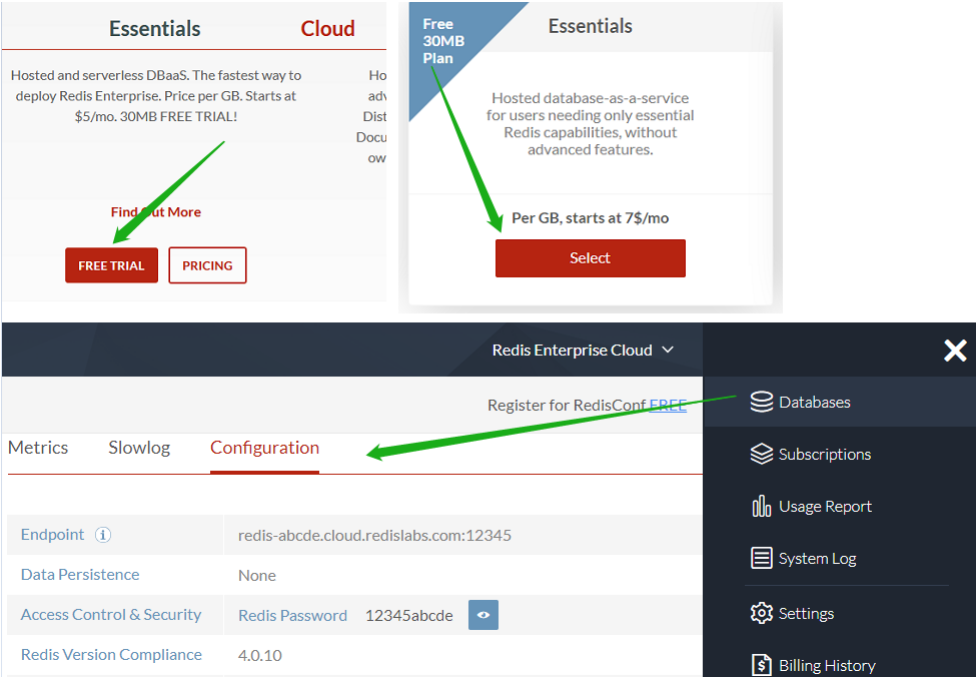 Essentials
Cloud
Hosted and serverless DBaaS. The fastest way to
deploy Redis Enterprise. Price per GB. Starts at
$5/mo. 30MB FREE TRIAL!
Ho
adv
Dist
Docu
ow
Find Out More
FREE TRIAL
PRICING
Free
30MB
Plan
Essentials
Hosted database-as-a-service
for users needing only essential
Redis capabilities, without
advanced features.
Per GB, starts at 7$/mo
Select
Redis Enterprise Cloud
Register for RedisConf FREE
Metrics Slowlog Configuration
Endpoint redis-abcde.cloud.redislabs.com:12345
Data Persistence None
Access Control & Security Redis Password 12345abcde
Redis Version Compliance 4.0.10
Databases
Subscriptions
Usage Report
System Log
Settings
Billing History